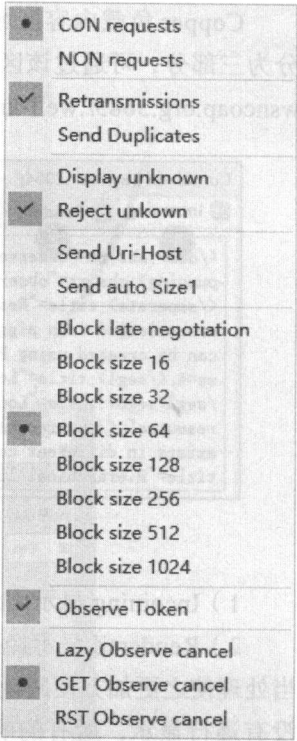 CON requests
NON requests
Retransmissions
Send Duplicates
Display unknown
Reject unkown
Send Uri-Host
Send auto Size1
Block late negotiation
Block size 16
Block size 32
Block size 64
Block size 128
Block size 256
Block size 512
Block size 1024
Observe Token
Lazy Observe cancel
GET Observe cancel
RST Observe cancel